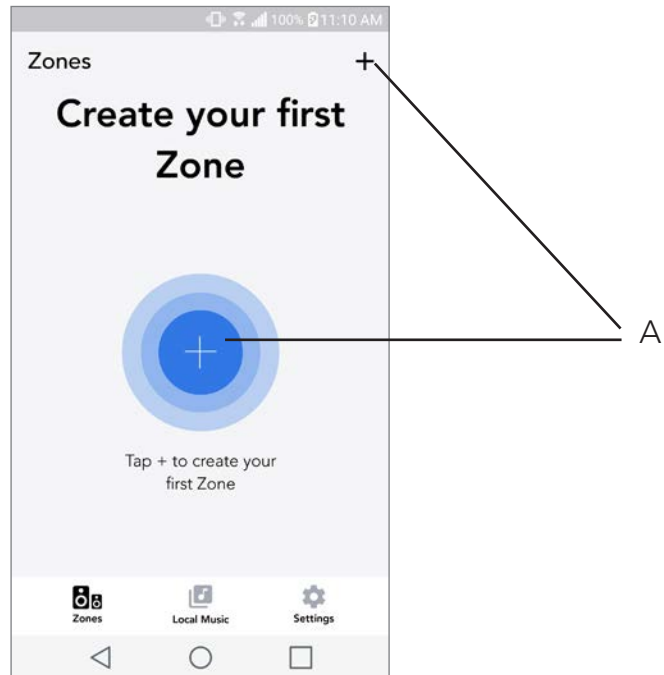 100% 11:10 AM
Zones +
Create your first
Zone
A
Tap + to create your
first Zone
Zones Local Music Settings